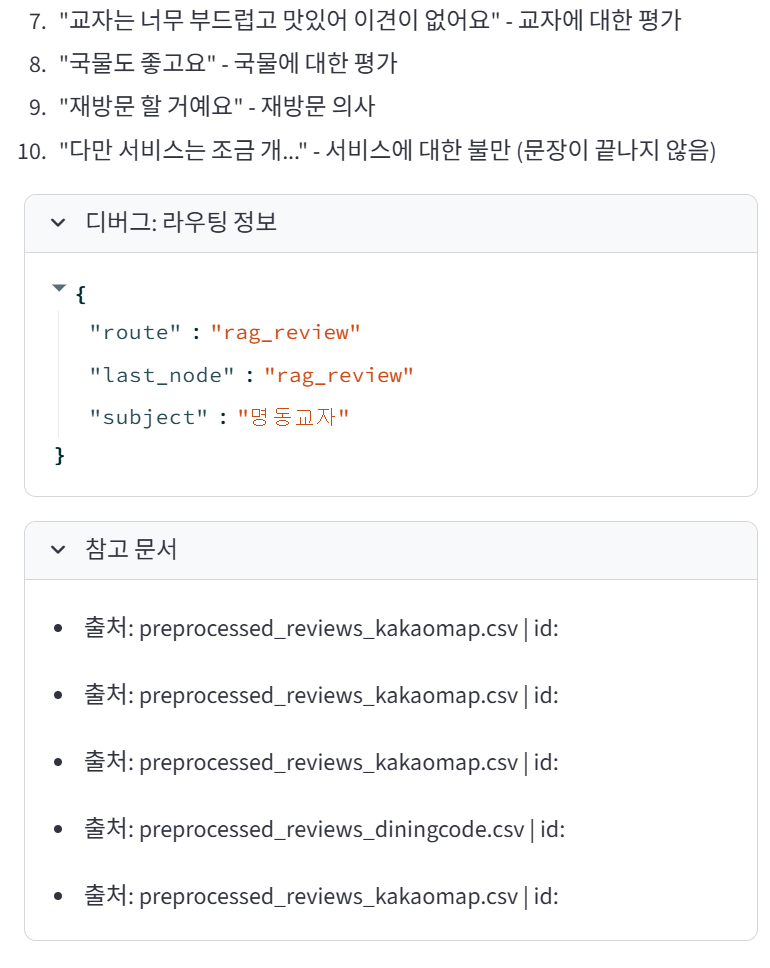 7. "교자는 너무 부드럽고 맛있어 이견이 없어요" - 교자에 대한 평가
8. "국물도 좋고요" - 국물에 대한 평가
9. "재방문 할 거예요" - 재방문 의사
10. "다만 서비스는 조금 개..." - 서비스에 대한 불만 (문장이 끝나지 않음)
디버그: 라우팅 정보
{
"route" : "rag_review"
"last_node" : "rag_review"
"subject" : "명동교자"
}
참고 문서
• 출처: preprocessed_reviews_kakaomap.csv | id:
• 출처: preprocessed_reviews_kakaomap.csv | id:
• 출처: preprocessed_reviews_kakaomap.csv | id:
• 출처: preprocessed_reviews_diningcode.csv | id:
• 출처: preprocessed_reviews_kakaomap.csv | id: